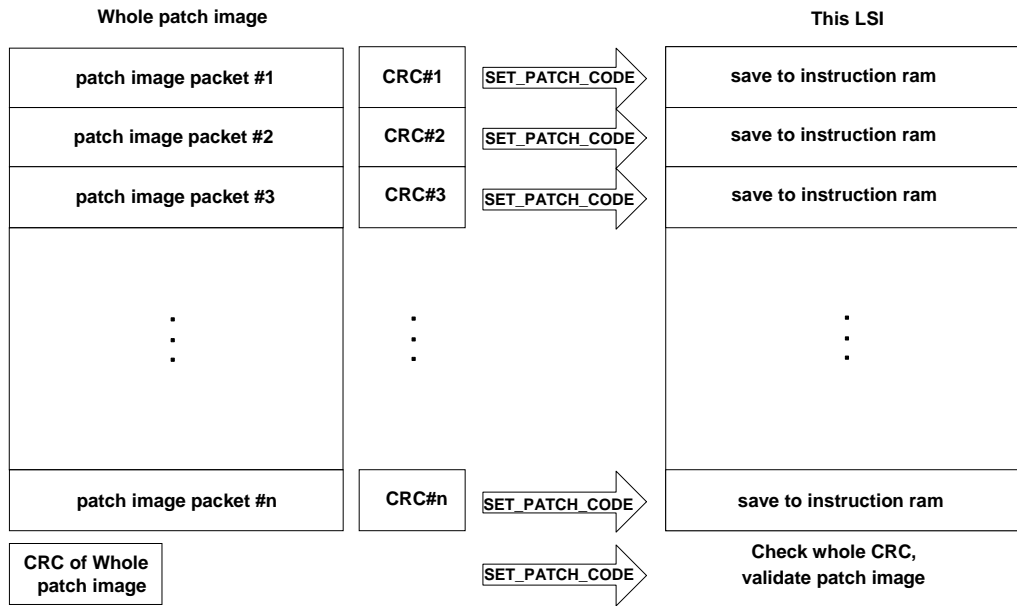 Whole patch image
This LSI
patch image packet #1
CRC#1
SET_PATCH_CODE
save to instruction ram
patch image packet #2
CRC#2
SET_PATCH_CODE
save to instruction ram
patch image packet #3
CRC#3
SET_PATCH_CODE
save to instruction ram
patch image packet #n
CRC#n
SET_PATCH_CODE
save to instruction ram
CRC of Whole
patch image
SET_PATCH_CODE
Check whole CRC,
validate patch image